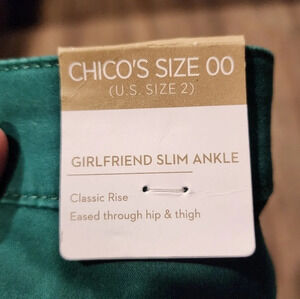 CHICO'S SIZE 00
(U.S. SIZE 2)
GIRLFRIEND SLIM ANKLE
Classic Rise
Eased through hip & thigh